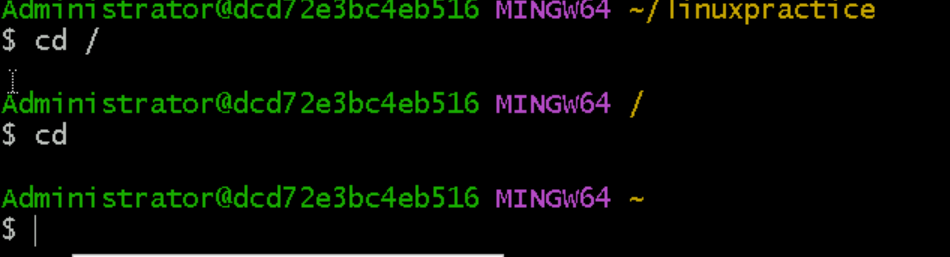 Administrator@dcd72e3bc4eb516 MINGW64 ~/linuxpractice
$ cd /
Administrator@dcd72e3bc4eb516 MINGW64 /
$ cd
Administrator@dcd72e3bc4eb516 MINGW64 ~
$